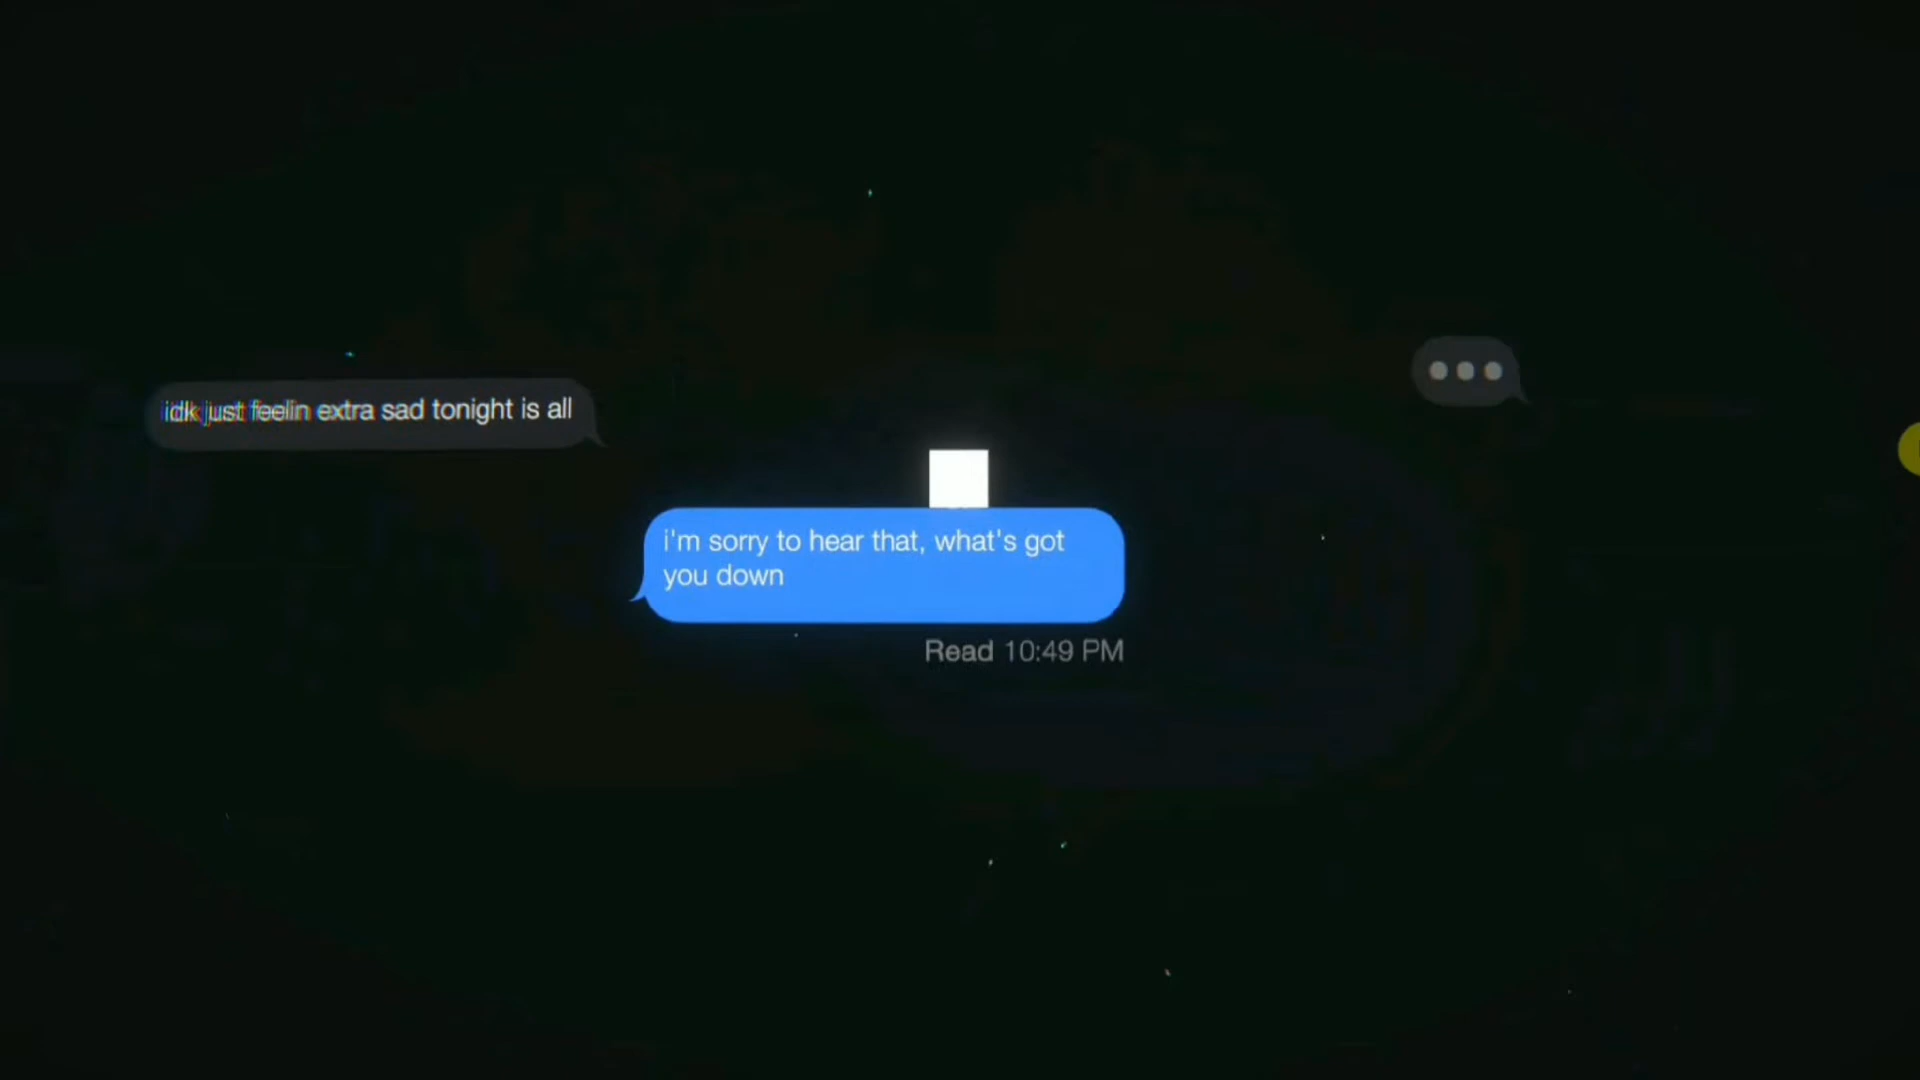 idk just feelin extra sad tonight is all
i'm sorry to hear that, what's got
you down
Read 10:49 PM